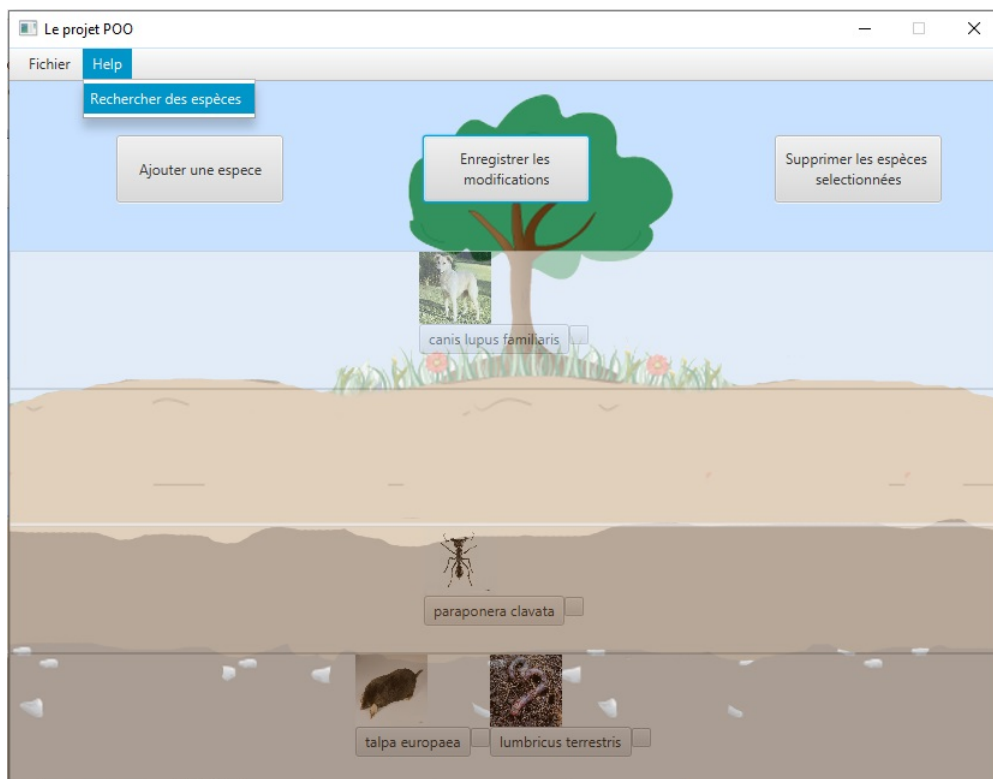 Le projet POO
Fichier Help
Rechercher des espèces
Ajouter une espece
Enregistrer les
modifications
Supprimer les espèces
selectionnées
canis lupus familiaris
paraponera clavata
talpa europaea
lumbricus terrestris